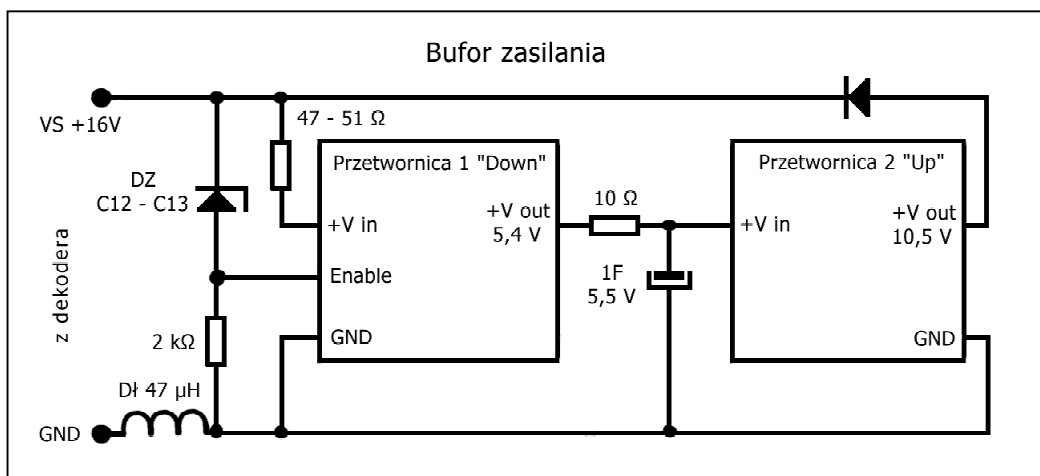 Bufor zasilania
VS +16V
47 - 51 Ω
DZ
C12 - C13
Przetwornica 1 "Down"
+V in
+V out
5,4 V
Enable
GND
10 Ω
1F
5,5 V
Przetwornica 2 "Up"
+V in
+V out
10,5 V
GND
z dekodera
2 kΩ
Dł 47 µH
GND